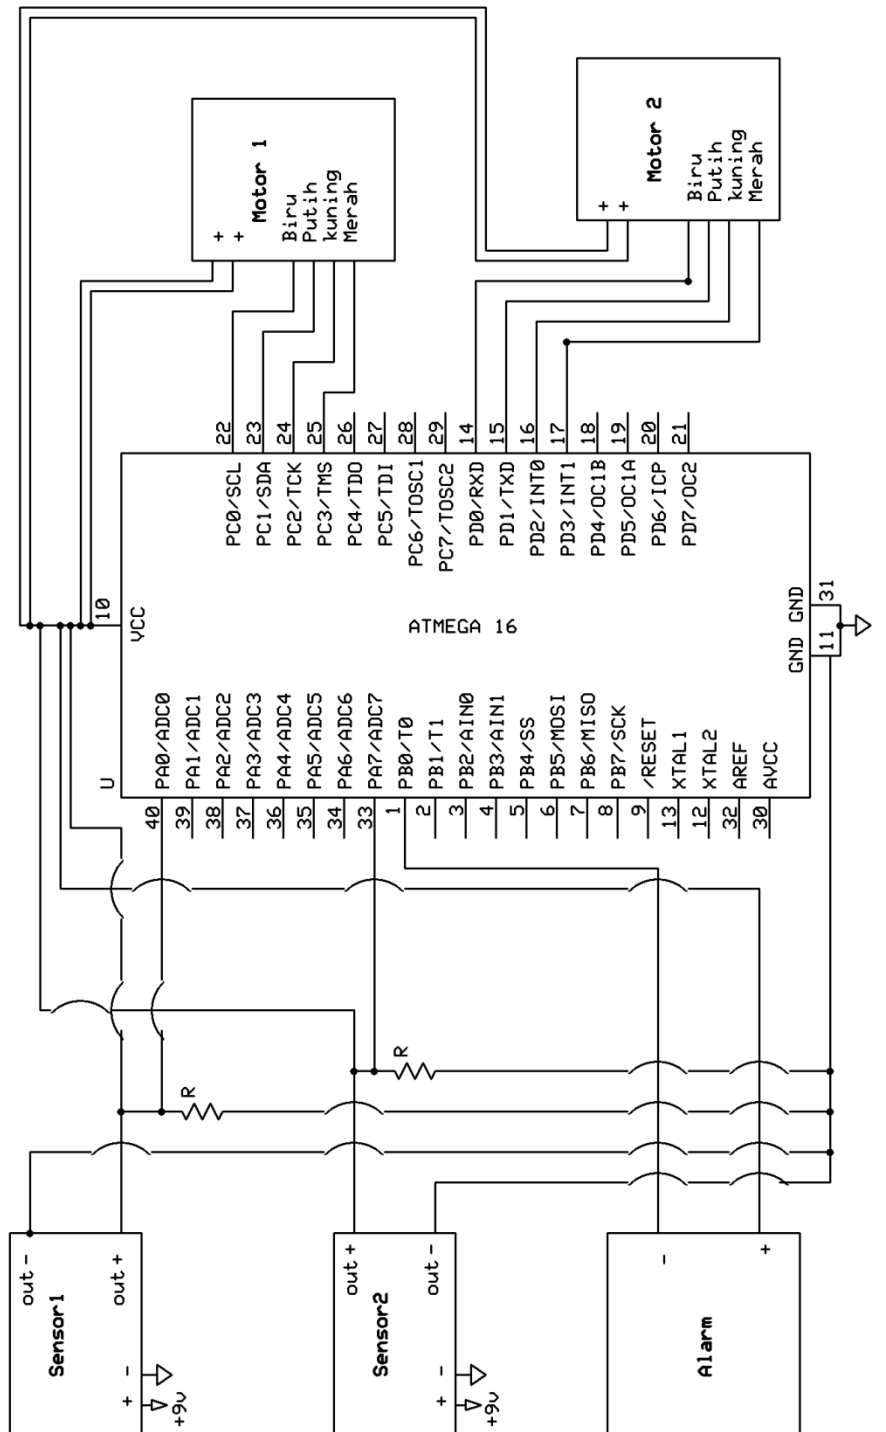 Motor 1
+
+
Biru
Putih
kuning
Merah
Motor 2
+
+
Biru
Putih
kuning
Merah
22
23
24
25
26
27
28
29
14
15
16
17
18
19
20
21
PC0/SCL
PC1/SDA
PC2/TCK
PC3/TMS
PC4/TDO
PC5/TDI
PC6/TOSC1
PC7/TOSC2
PD0/RXD
PD1/TXD
PD2/INT0
PD3/INT1
PD4/OC1B
PD5/OC1A
PD6/ICP
PD7/OC2
10
VCC
ATMEGA 16
GND
31
GND
11
U
PA0/ADC0
PA1/ADC1
PA2/ADC2
PA3/ADC3
PA4/ADC4
PA5/ADC5
PA6/ADC6
PA7/ADC7
PB0/T0
PB1/T1
PB2/AIN0
PB3/AIN1
PB4/SS
PB5/MOSI
PB6/MISO
PB7/SCK
/RESET
XTAL1
XTAL2
AREF
AVCC
40
39
38
37
36
35
34
33
1
2
3
4
5
6
7
8
9
13
12
32
30
R
R
out -
out +
Sensor1
+ -
+9v
out +
out -
Sensor2
+ -
+9v
-
+
Alarm